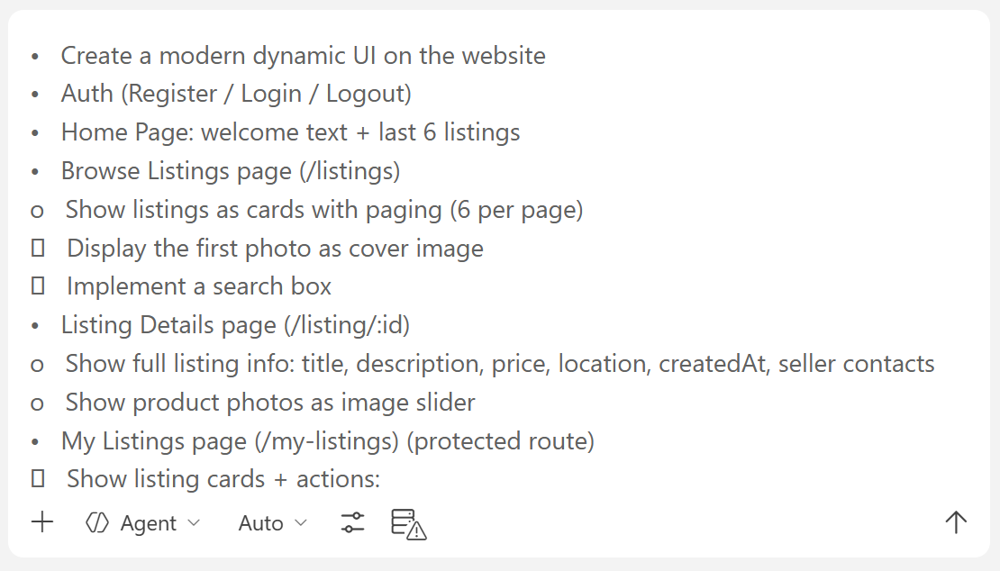 • Create a modern dynamic UI on the website
• Auth (Register / Login / Logout)
• Home Page: welcome text + last 6 listings
• Browse Listings page (/listings)
o Show listings as cards with paging (6 per page)
▯ Display the first photo as cover image
▯ Implement a search box
• Listing Details page (/listing/:id)
o Show full listing info: title, description, price, location, createdAt, seller contacts
o Show product photos as image slider
• My Listings page (/my-listings) (protected route)
▯ Show listing cards + actions:
Agent Auto